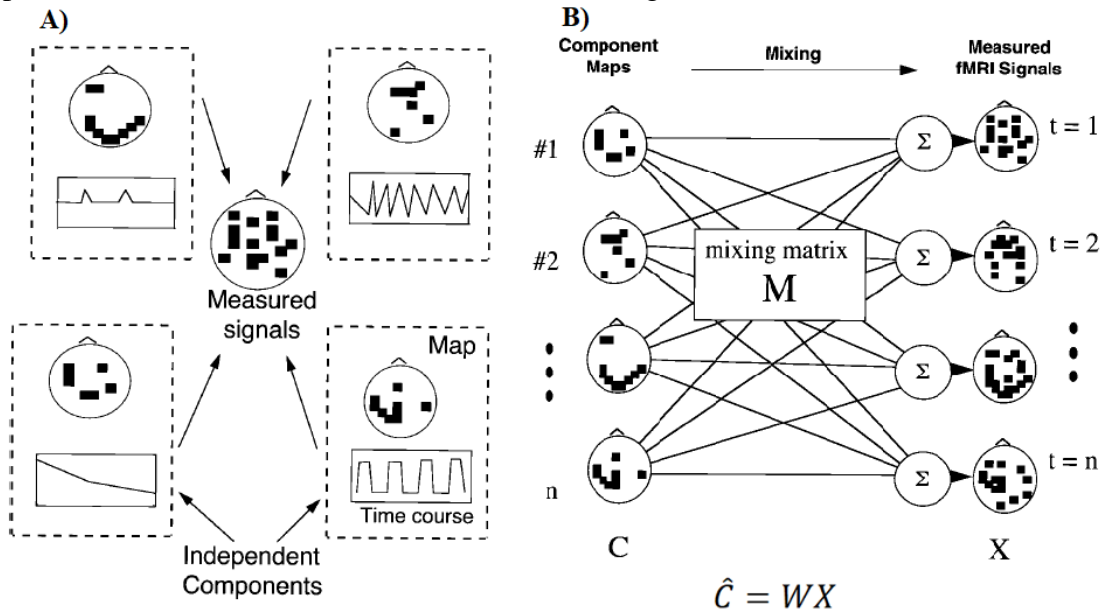 A)
Measured
signals
Map
Time course
Independent
Components
B)
Component
Maps
Mixing
Measured
fMRI Signals
#1
Σ
t = 1
#2
mixing matrix
M
Σ
t = 2
Σ
n
Σ
t = n
C
X
Ĉ = WX